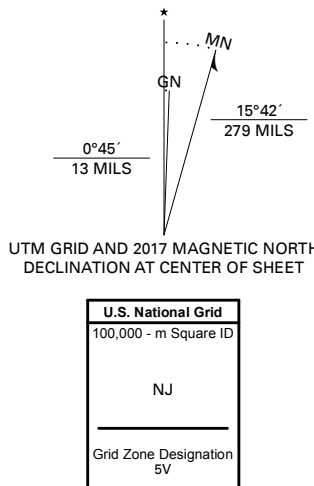 ★
MN
GN
15°42´
279 MILS
0°45´
13 MILS
UTM GRID AND 2017 MAGNETIC NORTH
DECLINATION AT CENTER OF SHEET
U.S. National Grid
100,000 - m Square ID
NJ
Grid Zone Designation
5V